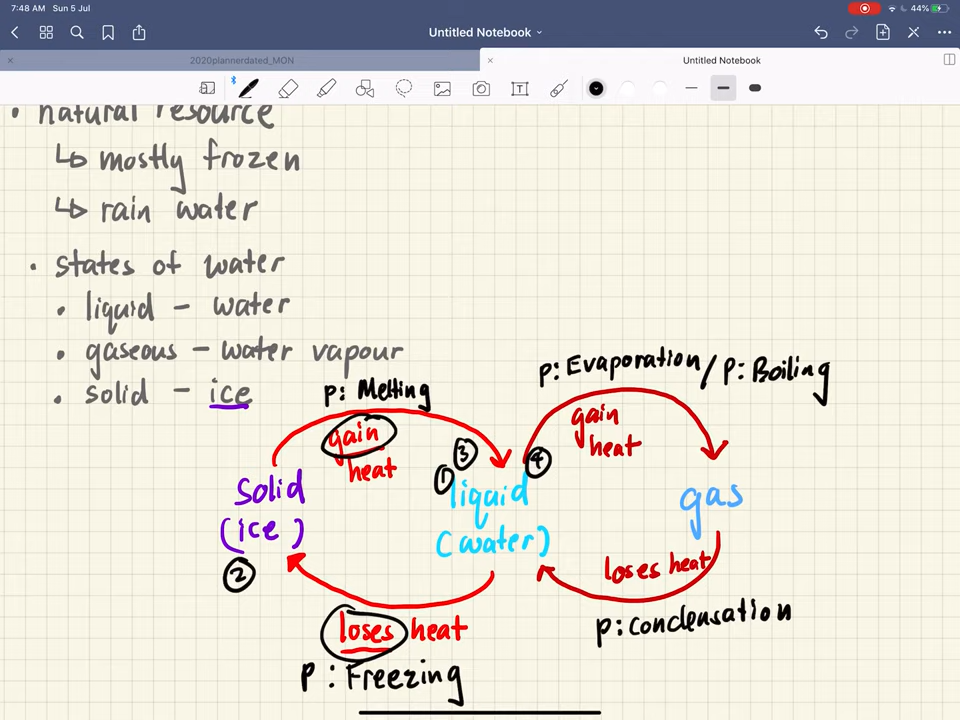 7:48 AM Sun 5 Jul
44%
Untitled Notebook
2020plannerdated_MON
Untitled Notebook
• natural resource
↳ mostly frozen
↳ rain water
• states of water
• liquid – water
• gaseous – water vapour
• solid – ice
p: Melting
p: Evaporation / p: Boiling
gain heat
gain heat
③
① ④
solid (ice)
liquid (water)
gas
②
loses heat
loses heat
p: condensation
p: Freezing